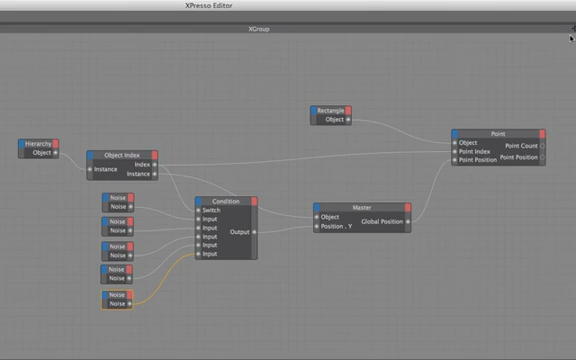 XPresso Editor
XGroup
Rectangle
Object
Hierarchy
Object
Object Index
Instance
Index
Instance
Point
Object
Point Index
Point Position
Point Count
Point Position
Noise
Noise
Noise
Noise
Noise
Noise
Noise
Noise
Noise
Noise
Condition
Switch
Input
Input
Input
Input
Input
Output
Master
Object
Position . Y
Global Position